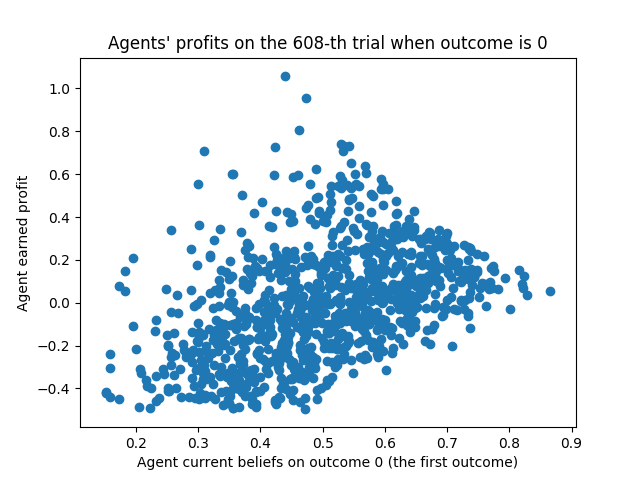 Agents' profits on the 608-th trial when outcome is 0
1.0
0.8
0.6
0.4
0.2
0.0
−0.2
−0.4
Agent earned profit
0.2 0.3 0.4 0.5 0.6 0.7 0.8 0.9
Agent current beliefs on outcome 0 (the first outcome)